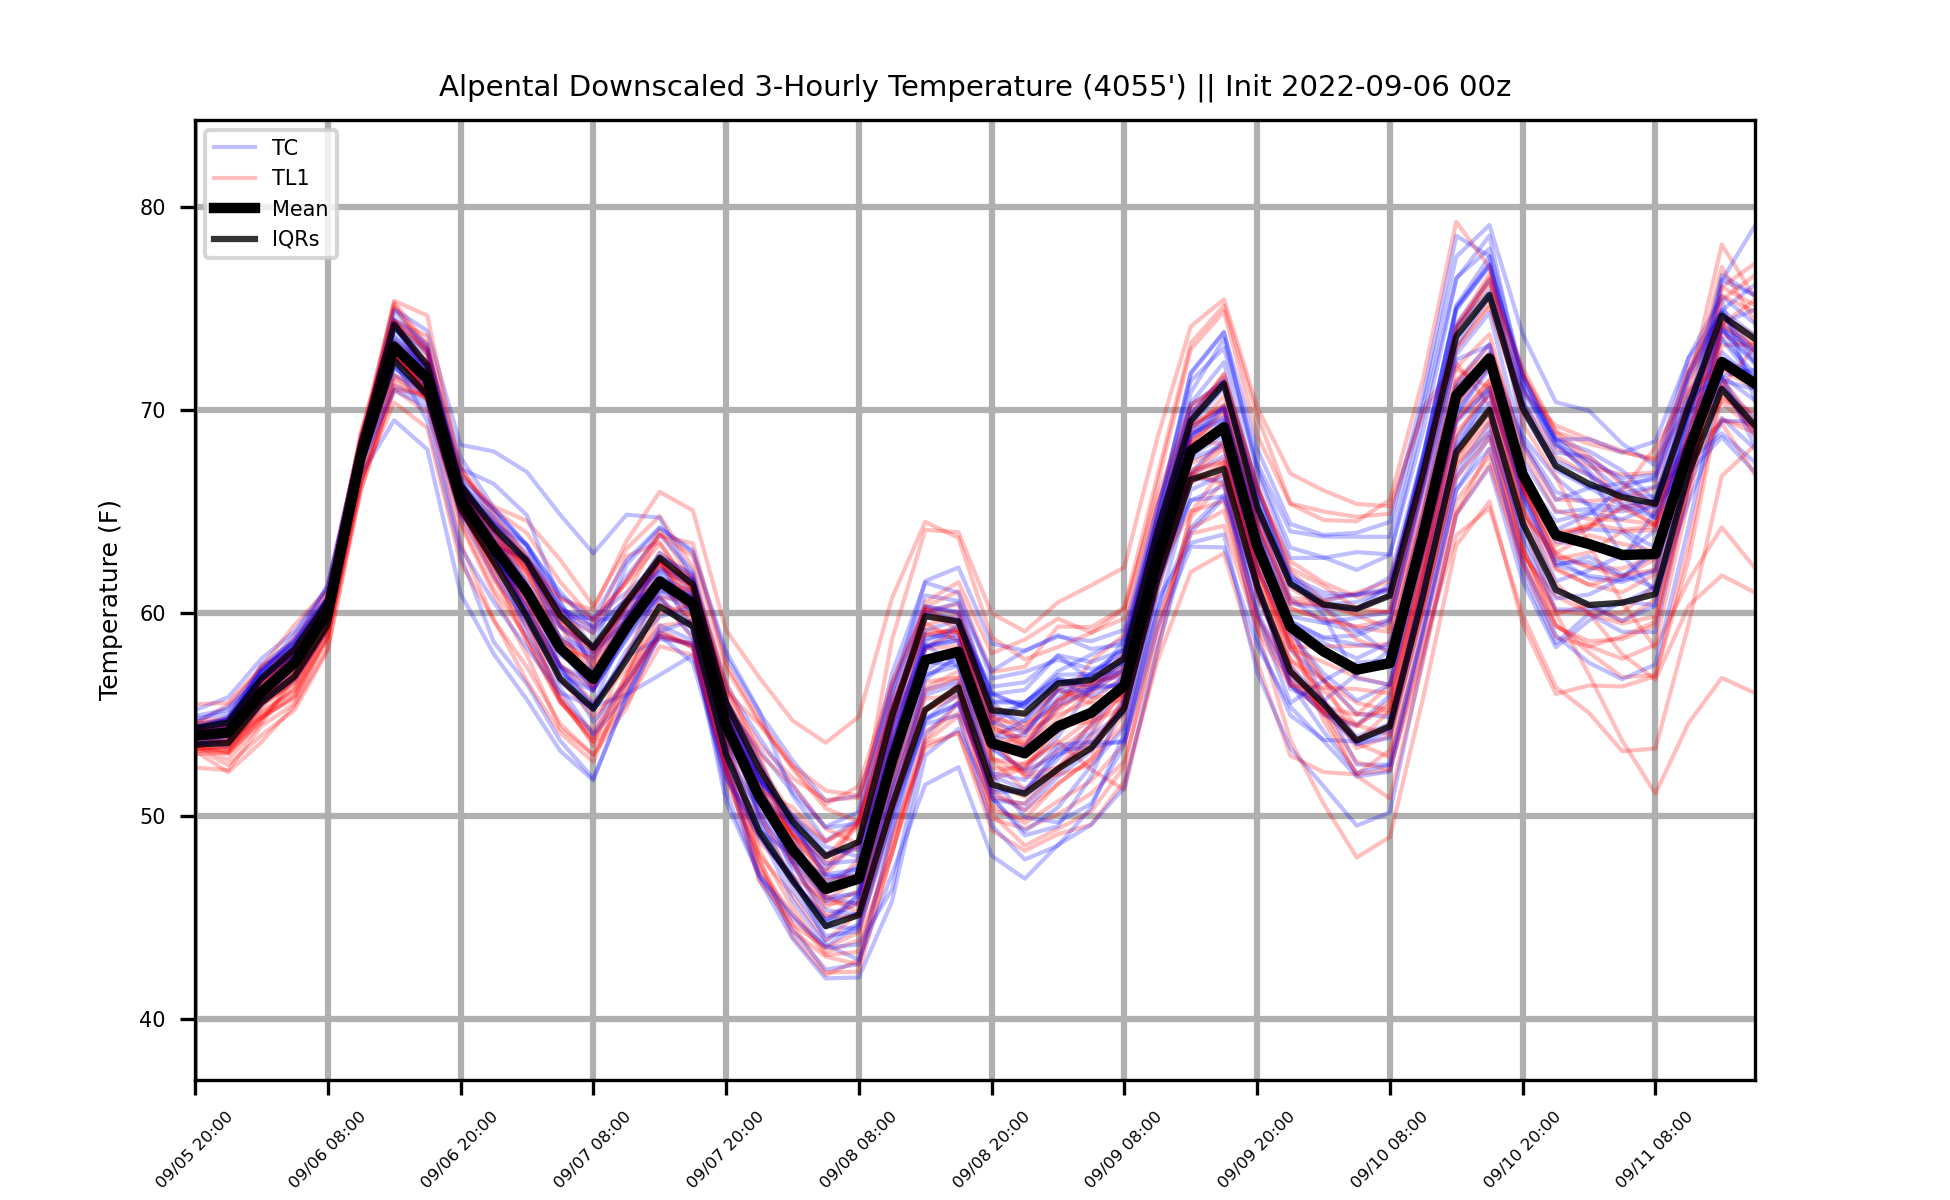 Alpental Downscaled 3-Hourly Temperature (4055') || Init 2022-09-06 00z
TC
TL1
Mean
IQRs
Temperature (F)
80
70
60
50
40
09/05 20:00
09/06 08:00
09/06 20:00
09/07 08:00
09/07 20:00
09/08 08:00
09/08 20:00
09/09 08:00
09/09 20:00
09/10 08:00
09/10 20:00
09/11 08:00